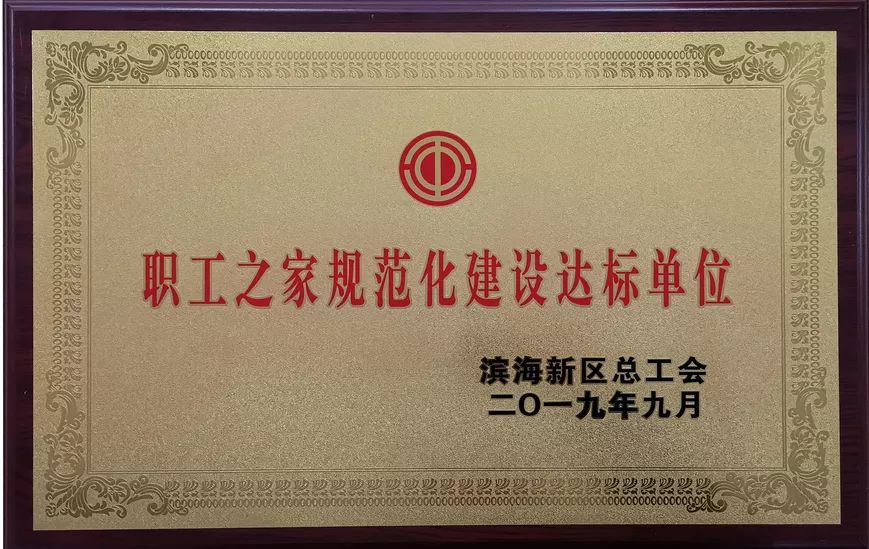 职工之家规范化建设达标单位
滨海新区总工会
二〇一九年九月